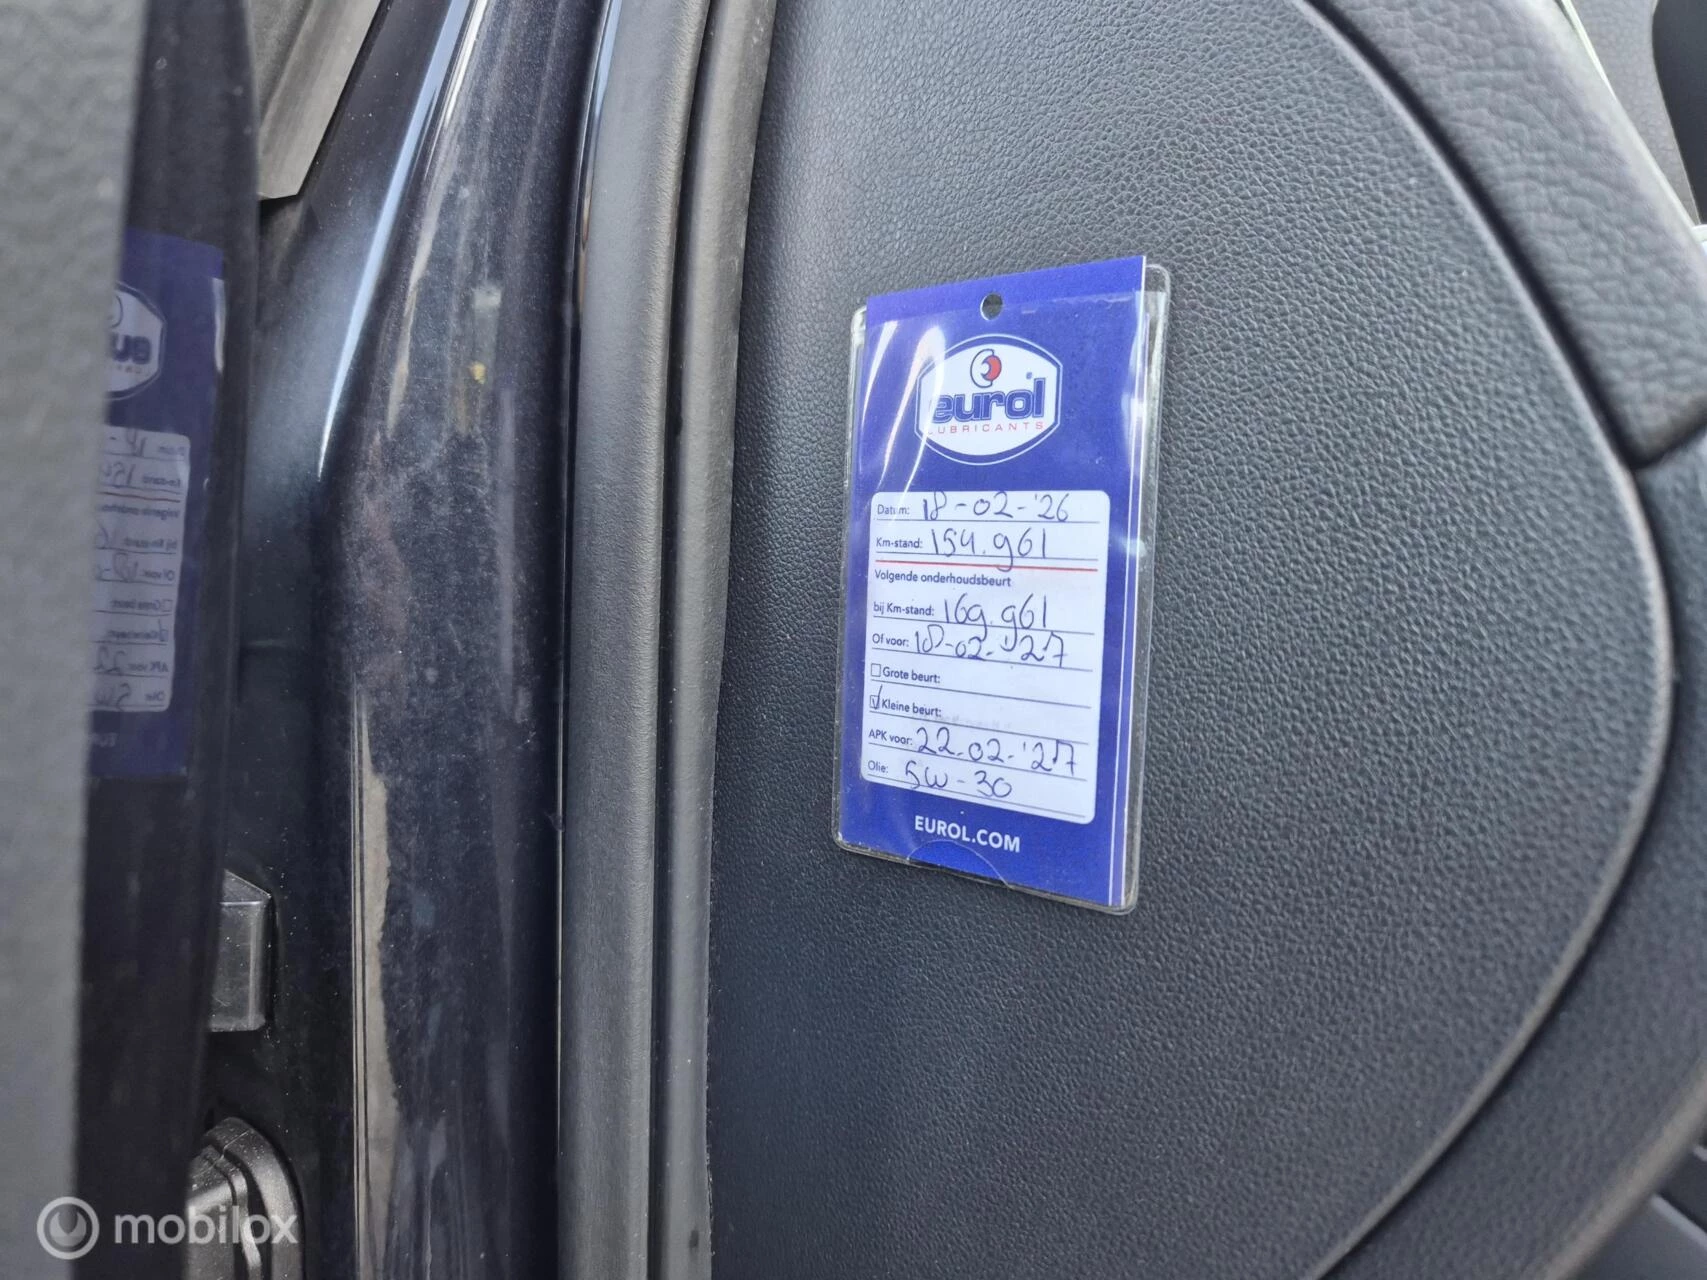 eurol
LUBRICANTS
Datum: 18-02-'26
Km-stand: 154.961
Volgende onderhoudsbeurt
bij Km-stand: 169.961
Of voor: 18-02-'27
Grote beurt:
Kleine beurt:
APK voor: 22-02-'27
Olie: 5W-30
EUROL.COM
mobilox